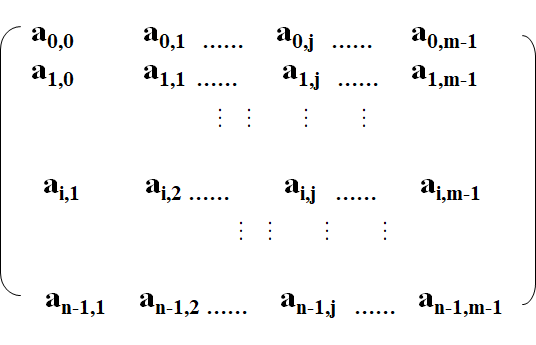 a0,0 a0,1 ...... a0,j ...... a0,m-1
a1,0 a1,1 ...... a1,j ...... a1,m-1
⋮ ⋮ ⋮ ⋮
ai,1 ai,2 ...... ai,j ...... ai,m-1
⋮ ⋮ ⋮ ⋮
an-1,1 an-1,2 ...... an-1,j ...... an-1,m-1